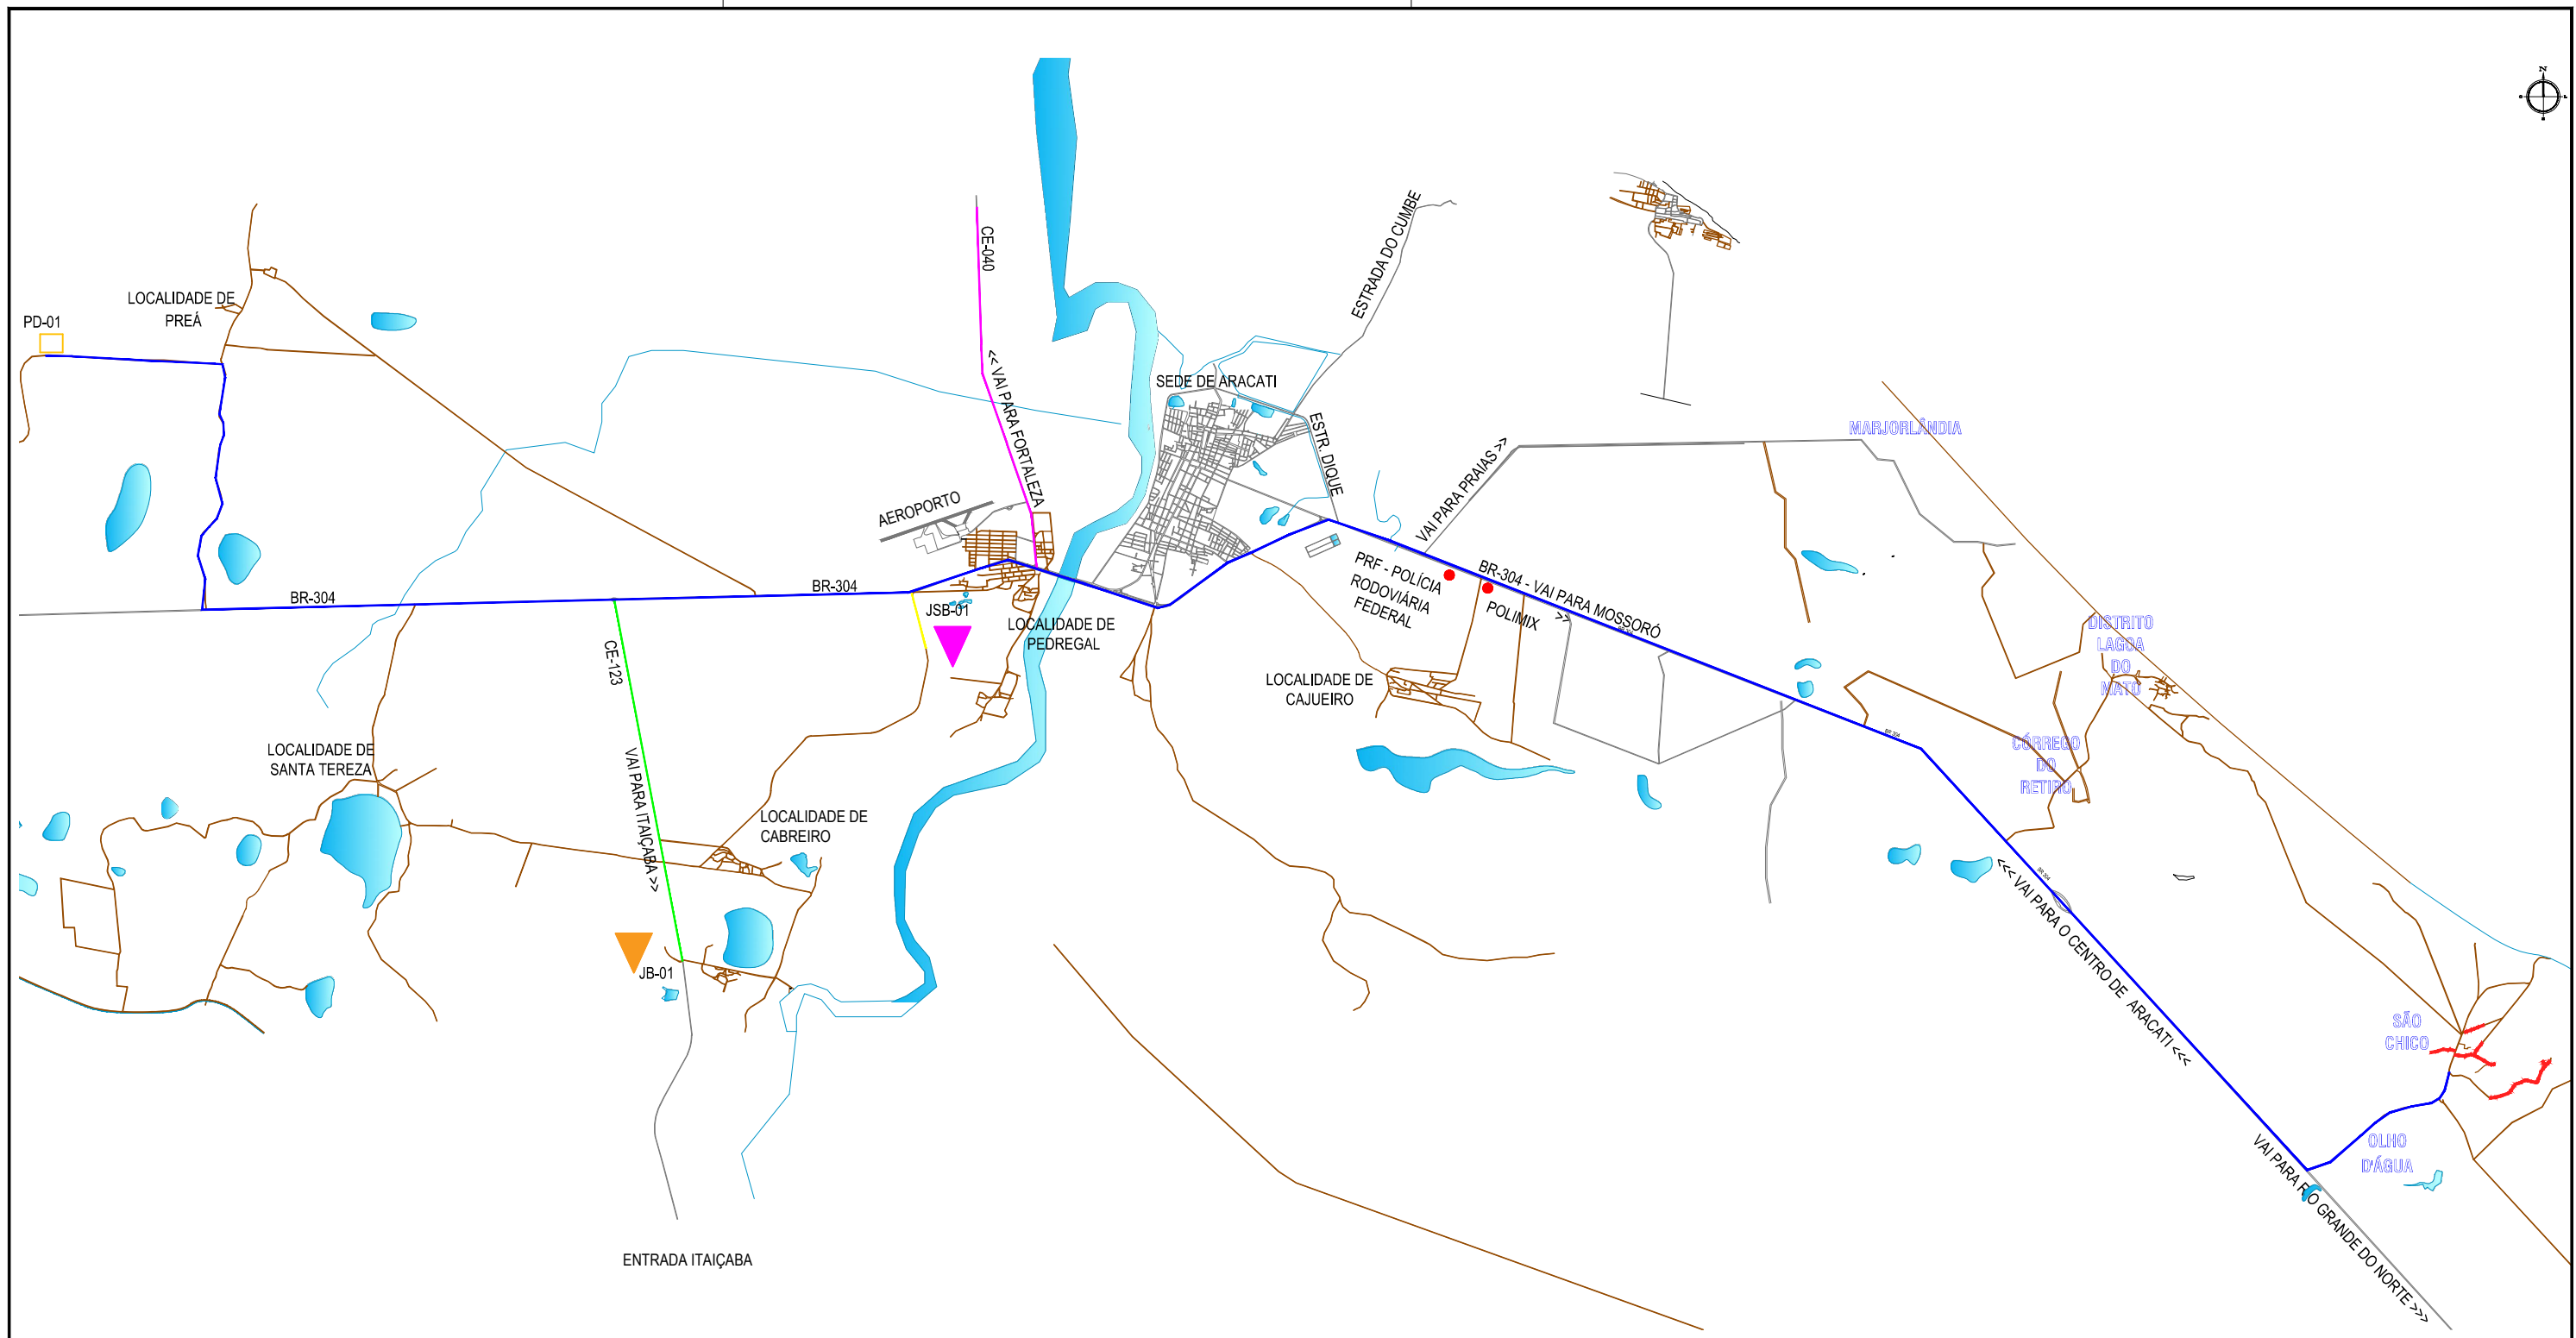 N
CE-040
ESTRADA DO CUMBE
LOCALIDADE DE
PREÁ
PD-01
<< VAI PARA FORTALEZA
SEDE DE ARACATI
ESTR. DIQUE
MARJORLÂNDIA
VAI PARA PRAIAS >>
AEROPORTO
PRF - POLÍCIA
RODOVIÁRIA
FEDERAL
BR-304 - VAI PARA MOSSORÓ
>>
POLIMIX
BR-304
BR-304
JSB-01
LOCALIDADE DE
PEDREGAL
DISTRITO
LAGOA
DO
MATO
CE-123
LOCALIDADE DE
CAJUEIRO
LOCALIDADE DE
SANTA TEREZA
VAI PARA ITAIÇABA >>
BR-304
CÓRREGO
DO
RETIRO
LOCALIDADE DE
CABREIRO
BR-304
<<< VAI PARA O CENTRO DE ARACATI <<<
JB-01
SÃO
CHICO
OLHO
D'ÁGUA
VAI PARA RIO GRANDE DO NORTE >>>
ENTRADA ITAIÇABA